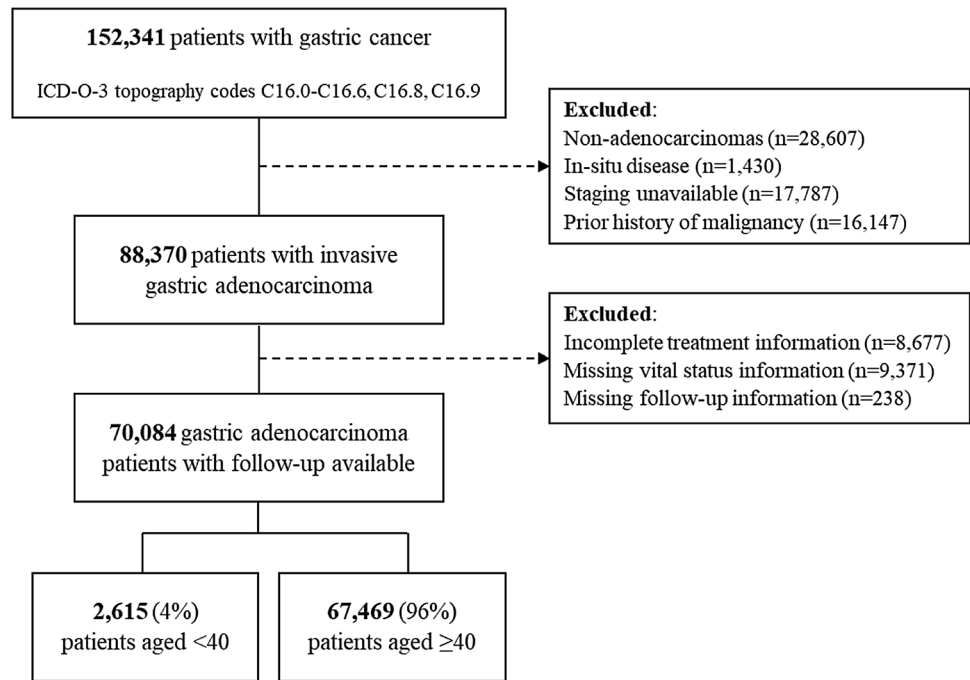 152,341 patients with gastric cancer
ICD-O-3 topography codes C16.0-C16.6, C16.8, C16.9
Excluded:
Non-adenocarcinomas (n=28,607)
In-situ disease (n=1,430)
Staging unavailable (n=17,787)
Prior history of malignancy (n=16,147)
88,370 patients with invasive
gastric adenocarcinoma
Excluded:
Incomplete treatment information (n=8,677)
Missing vital status information (n=9,371)
Missing follow-up information (n=238)
70,084 gastric adenocarcinoma
patients with follow-up available
2,615 (4%)
patients aged <40
67,469 (96%)
patients aged ≥40